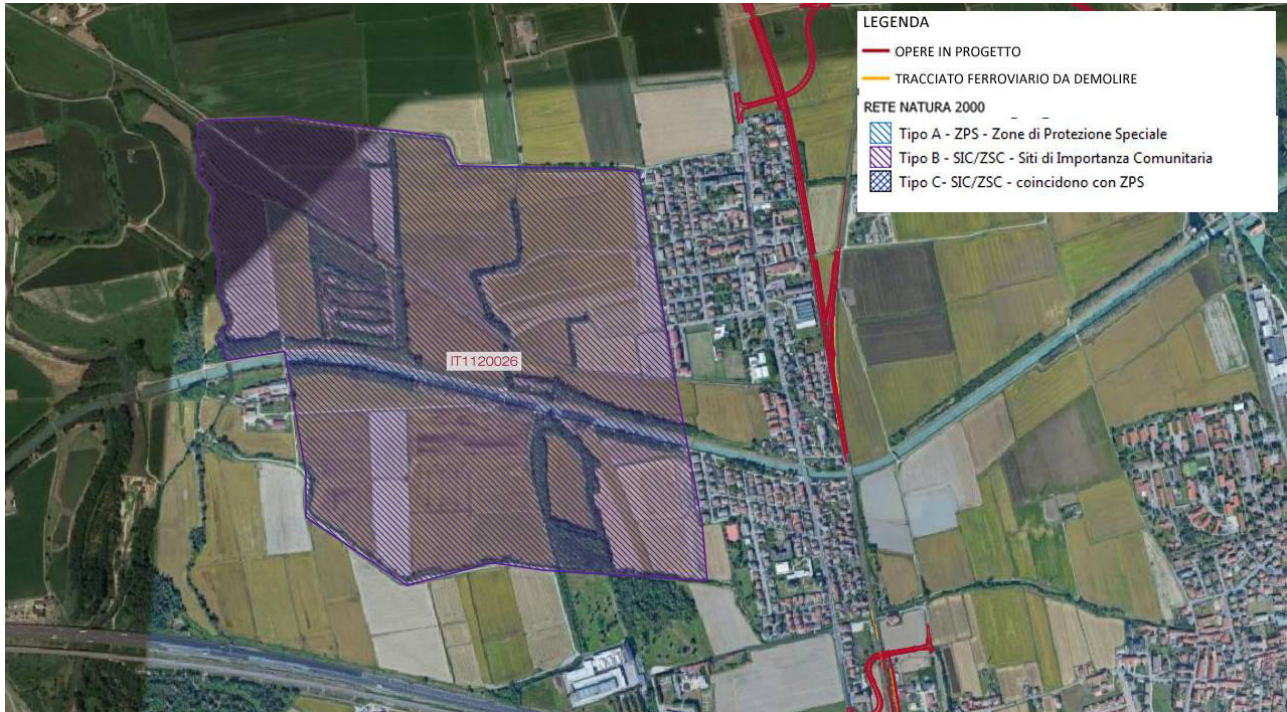 LEGENDA
OPERE IN PROGETTO
TRACCIATO FERROVIARIO DA DEMOLIRE
RETE NATURA 2000
Tipo A - ZPS - Zone di Protezione Speciale
Tipo B - SIC/ZSC - Siti di Importanza Comunitaria
Tipo C- SIC/ZSC - coincidono con ZPS
IT1120026